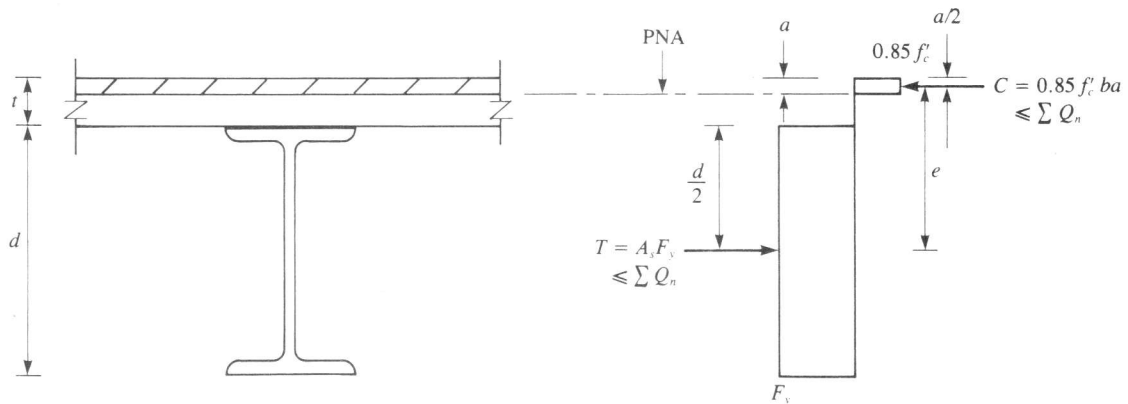 a
a/2
PNA
0.85 f′c
t
C = 0.85 f′c ba
⩽ ∑ Qn
d/2
e
d
T = AsFy
⩽ ∑ Qn
Fy